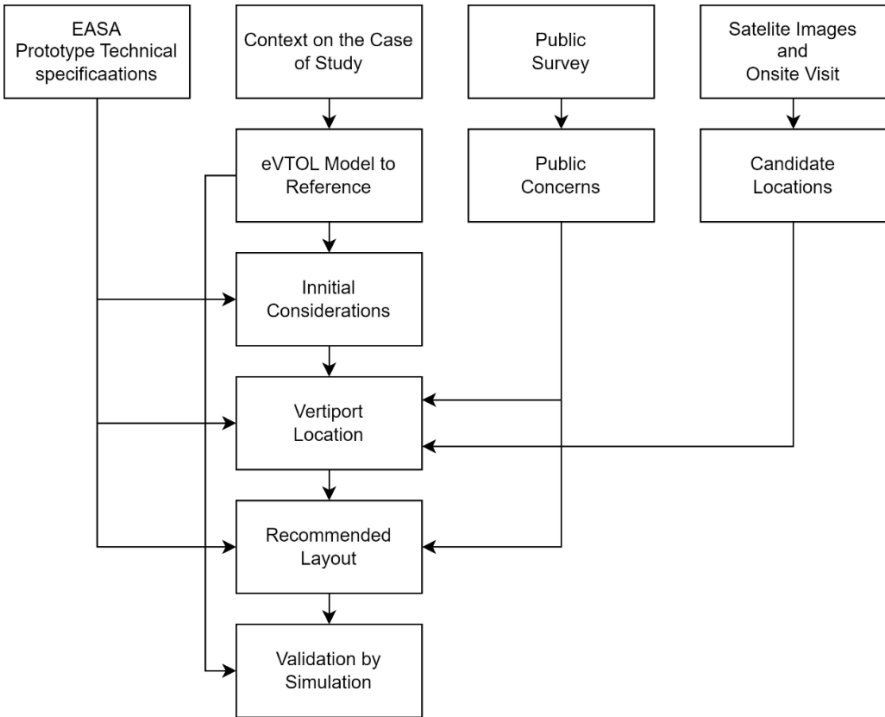 EASA
Prototype Technical
specificaations
Context on the Case
of Study
Public
Survey
Satelite Images
and
Onsite Visit
eVTOL Model to
Reference
Public
Concerns
Candidate
Locations
Innitial
Considerations
Vertiport
Location
Recommended
Layout
Validation by
Simulation